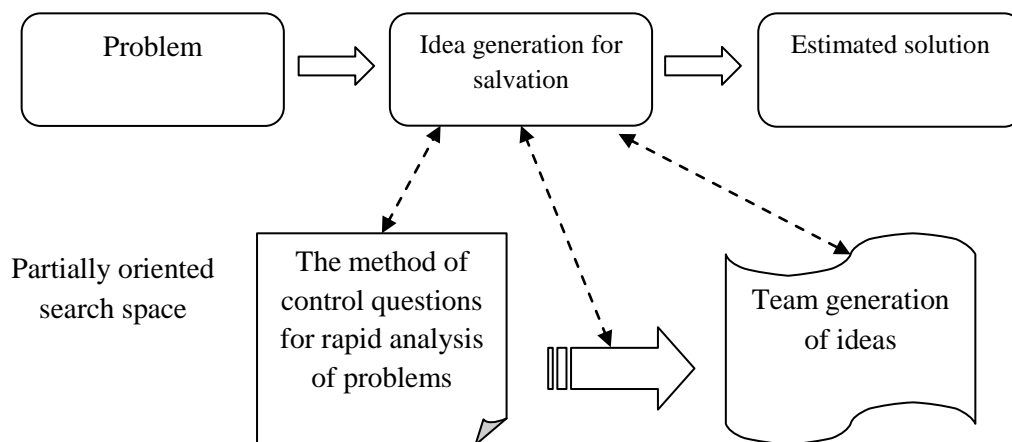 Problem
Idea generation for
salvation
Estimated solution
Partially oriented
search space
The method of
control questions
for rapid analysis
of problems
Team generation
of ideas